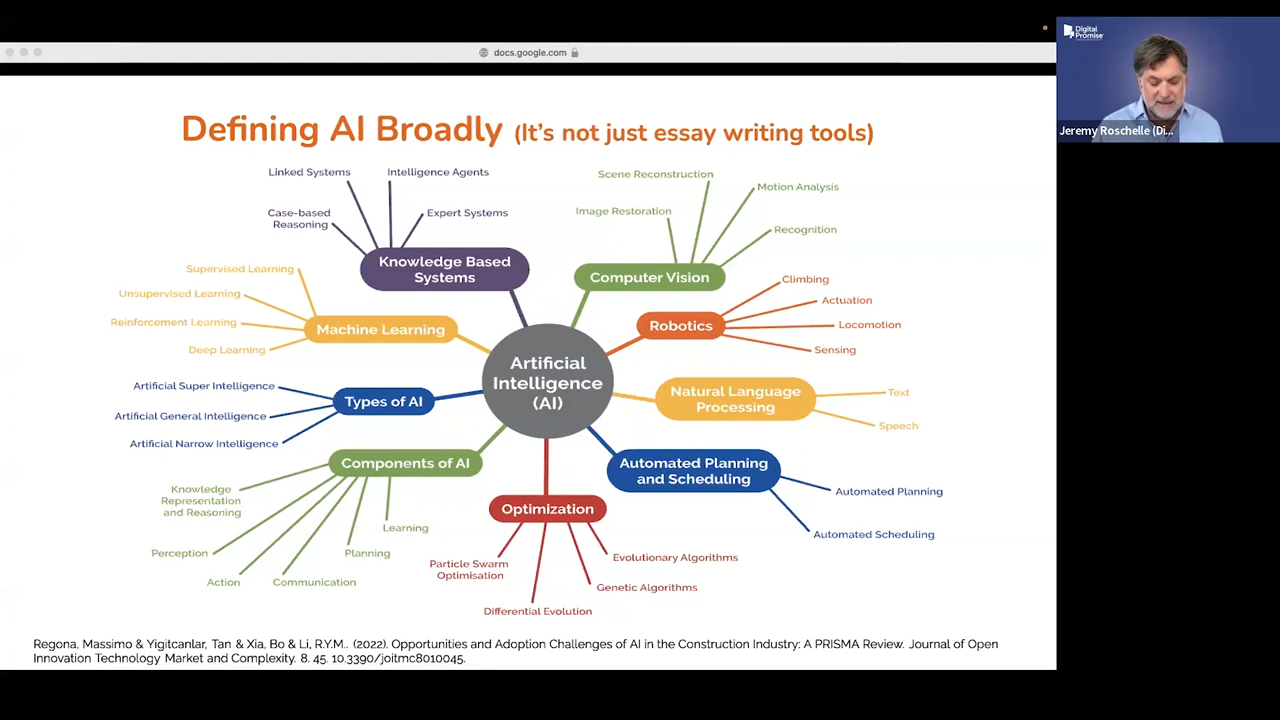 docs.google.com
Digital
Promise
Jeremy Roschelle (Di...
Defining AI Broadly (It's not just essay writing tools)
Linked Systems
Intelligence Agents
Case-based
Reasoning
Expert Systems
Knowledge Based
Systems
Scene Reconstruction
Motion Analysis
Image Restoration
Recognition
Computer Vision
Supervised Learning
Unsupervised Learning
Reinforcement Learning
Deep Learning
Machine Learning
Climbing
Actuation
Locomotion
Sensing
Robotics
Artificial
Intelligence
(AI)
Artificial Super Intelligence
Artificial General Intelligence
Artificial Narrow Intelligence
Types of AI
Natural Language
Processing
Text
Speech
Components of AI
Knowledge
Representation
and Reasoning
Perception
Action
Communication
Planning
Learning
Optimization
Particle Swarm
Optimisation
Differential Evolution
Genetic Algorithms
Evolutionary Algorithms
Automated Planning
and Scheduling
Automated Planning
Automated Scheduling
Regona, Massimo & Yigitcanlar, Tan & Xia, Bo & Li, R.Y.M.. (2022). Opportunities and Adoption Challenges of AI in the Construction Industry: A PRISMA Review. Journal of Open
Innovation Technology Market and Complexity. 8. 45. 10.3390/joitmc8010045.